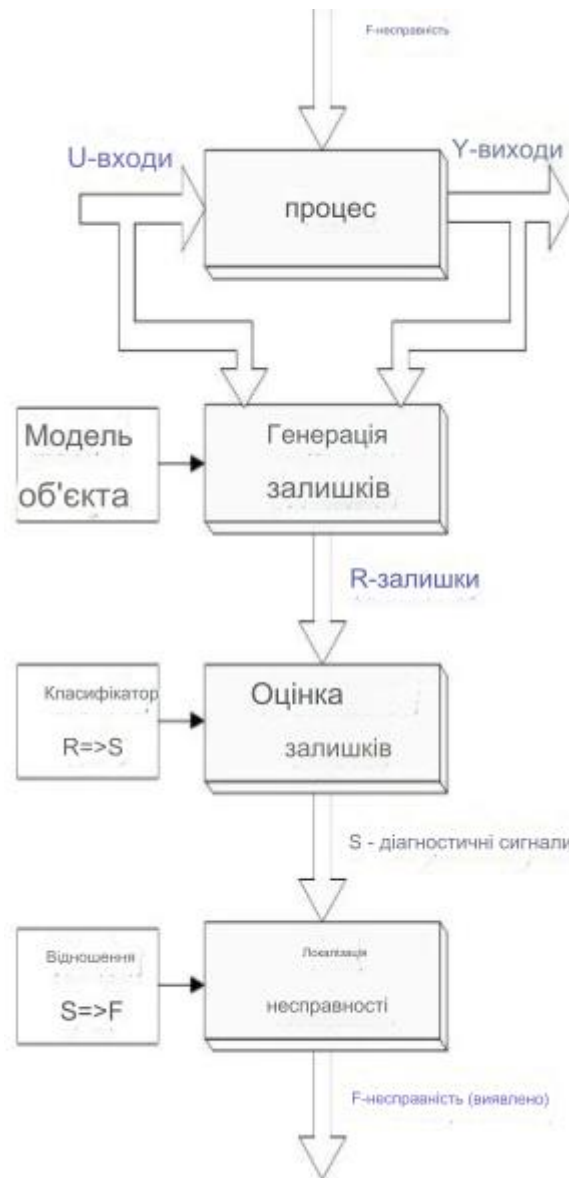 F-несправність
U-входи
Y-виходи
процес
Модель
об'єкта
Генерація
залишків
R-залишки
Класифікатор
R=>S
Оцінка
залишків
S - діагностичні сигнали
Відношення
S=>F
Локалізація
несправності
F-несправність (виявлено)